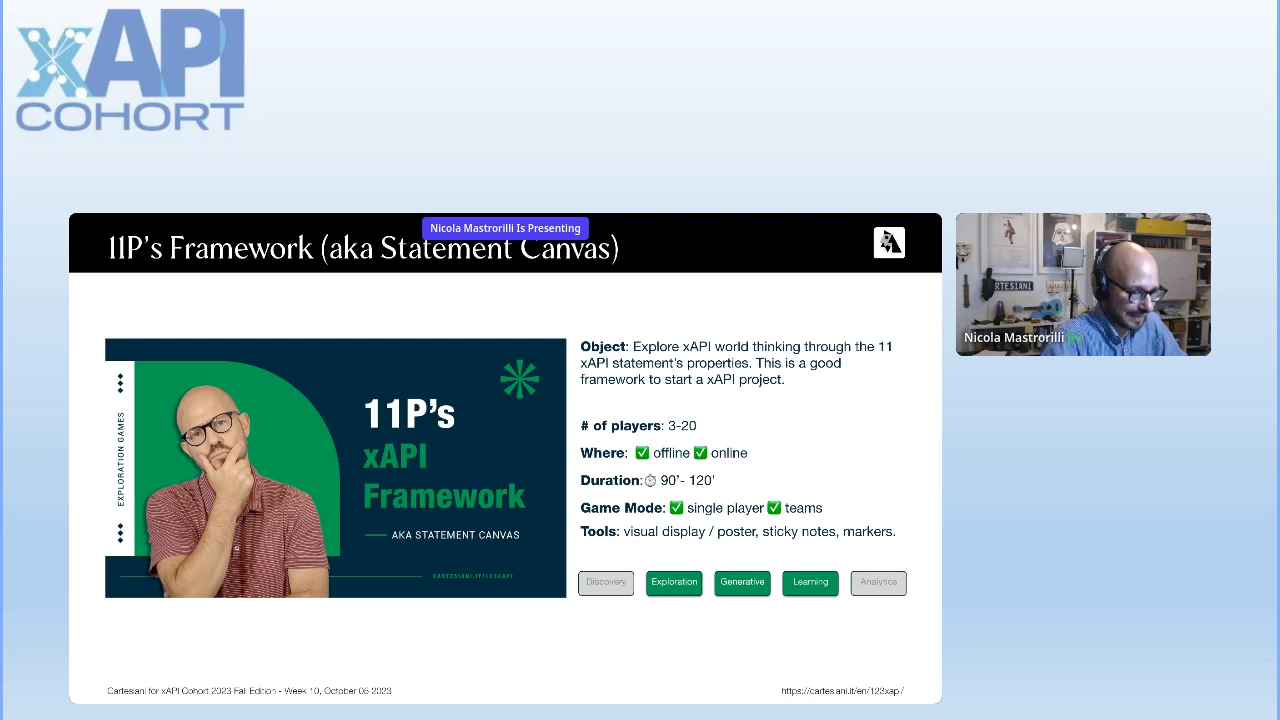 xAPI
COHORT
Nicola Mastrorilli Is Presenting
11P's Framework (aka Statement Canvas)
EXPLORATION GAMES
11P's
xAPI
Framework
AKA STATEMENT CANVAS
CARTESIANI.IT/123XAPI
Object: Explore xAPI world thinking through the 11
xAPI statement's properties. This is a good
framework to start a xAPI project.
# of players: 3-20
Where: ✅ offline ✅ online
Duration:⏱ 90'- 120'
Game Mode: ✅ single player ✅ teams
Tools: visual display / poster, sticky notes, markers.
Discovery
Exploration
Generative
Learning
Analytics
Cartesiani for xAPI Cohort 2023 Fall Edition - Week 10, October 05 2023
https://cartesiani.it/en/123xapi/
RTESIANI
Nicola Mastrorilli